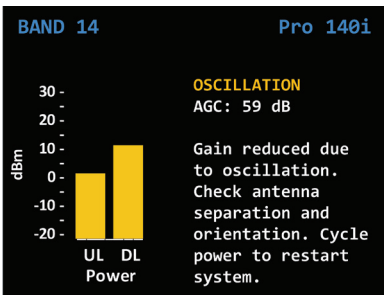 BAND 14
Pro 140i
OSCILLATION
AGC: 59 dB
Gain reduced due
to oscillation.
Check antenna
separation and
orientation. Cycle
power to restart
system.
dBm
30 -
-
20 -
-
10 -
-
0 -
-
-10 -
-
-20 -
UL DL
Power